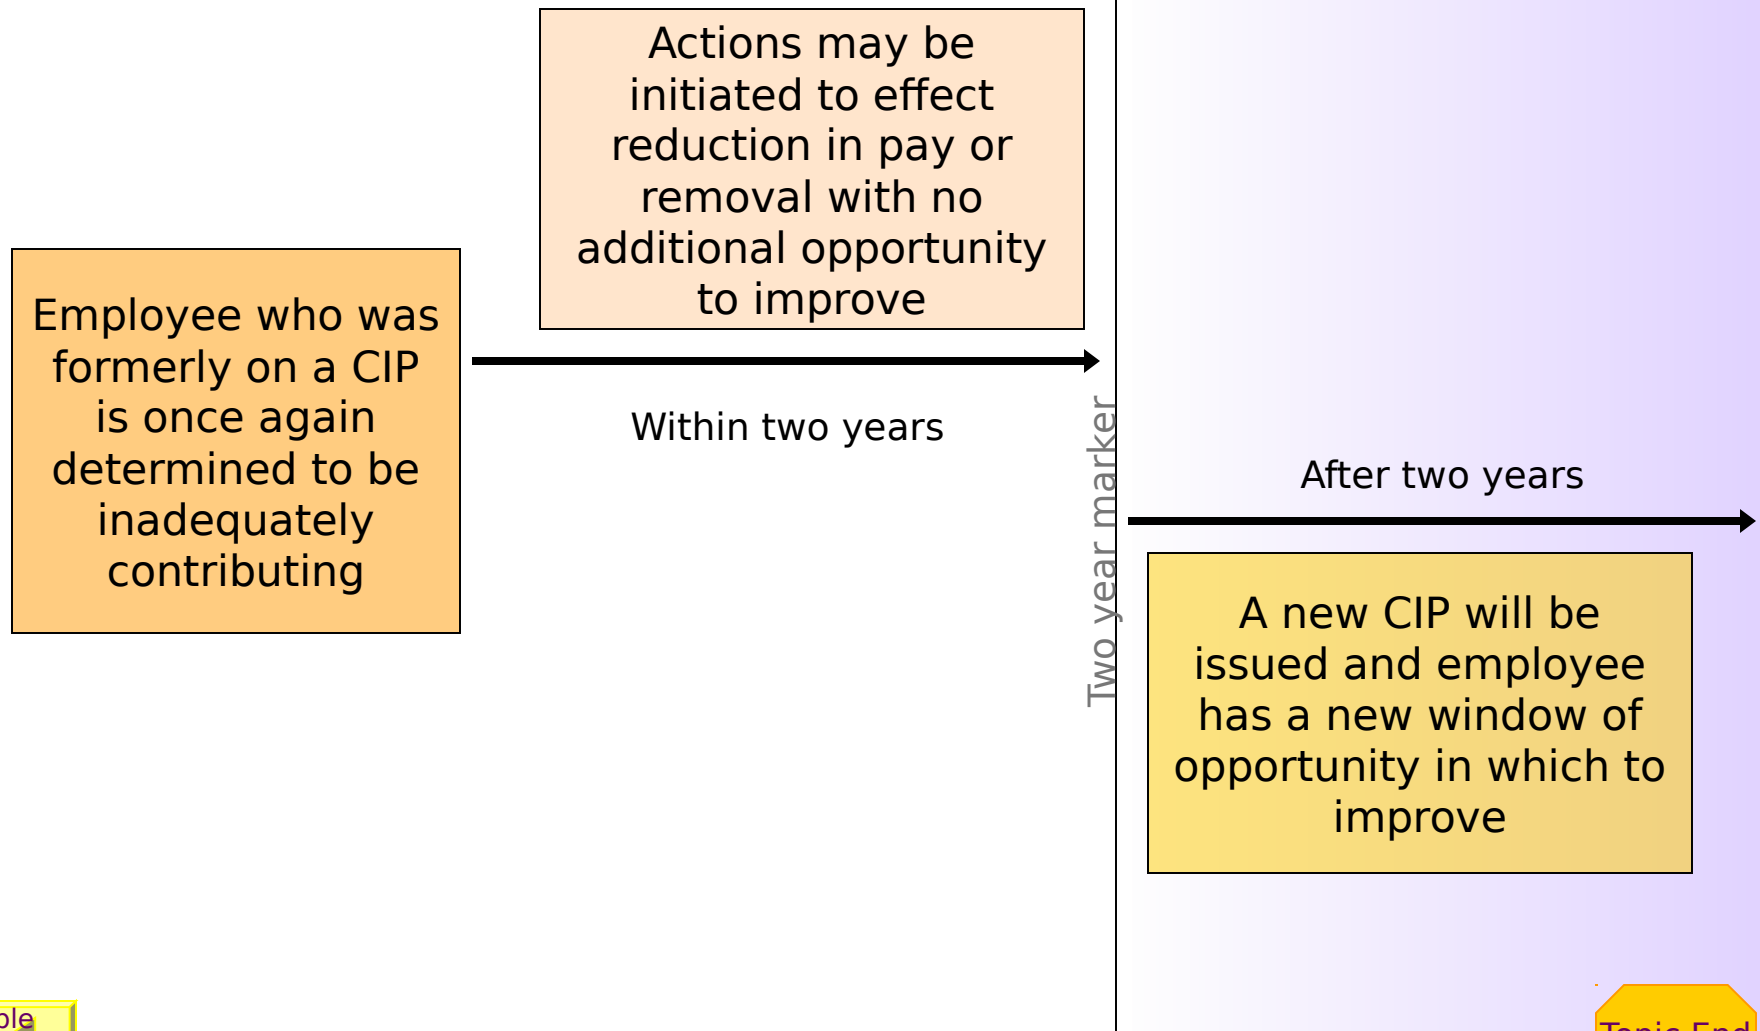 Actions may be
initiated to effect
reduction in pay or
removal with no
additional opportunity
to improve
Employee who was
formerly on a CIP
is once again
determined to be
inadequately
contributing
Within two years
Two year marker
After two years
A new CIP will be
issued and employee
has a new window of
opportunity in which to
improve
Topic End